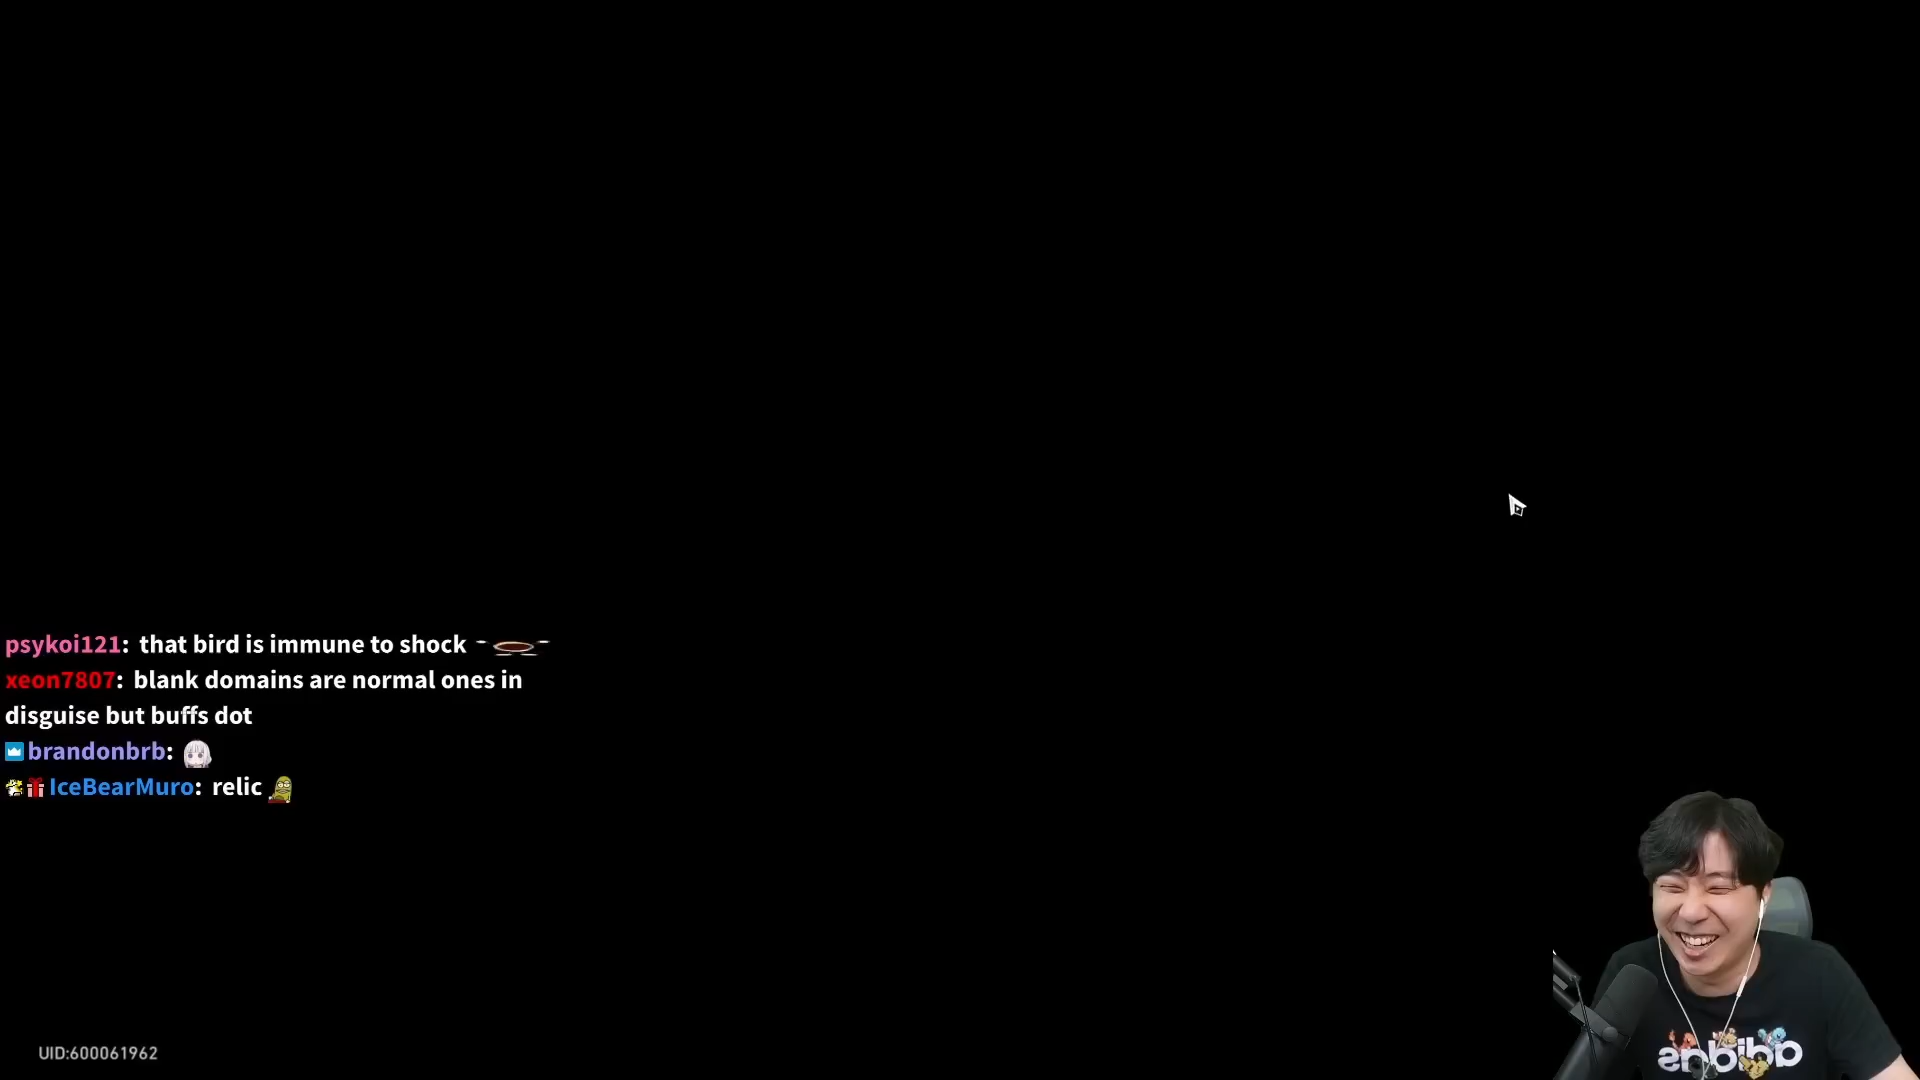 psykoi121: that bird is immune to shock
xeon7807: blank domains are normal ones in
disguise but buffs dot
brandonbrb:
IceBearMuro: relic
adidas
UID:600061962